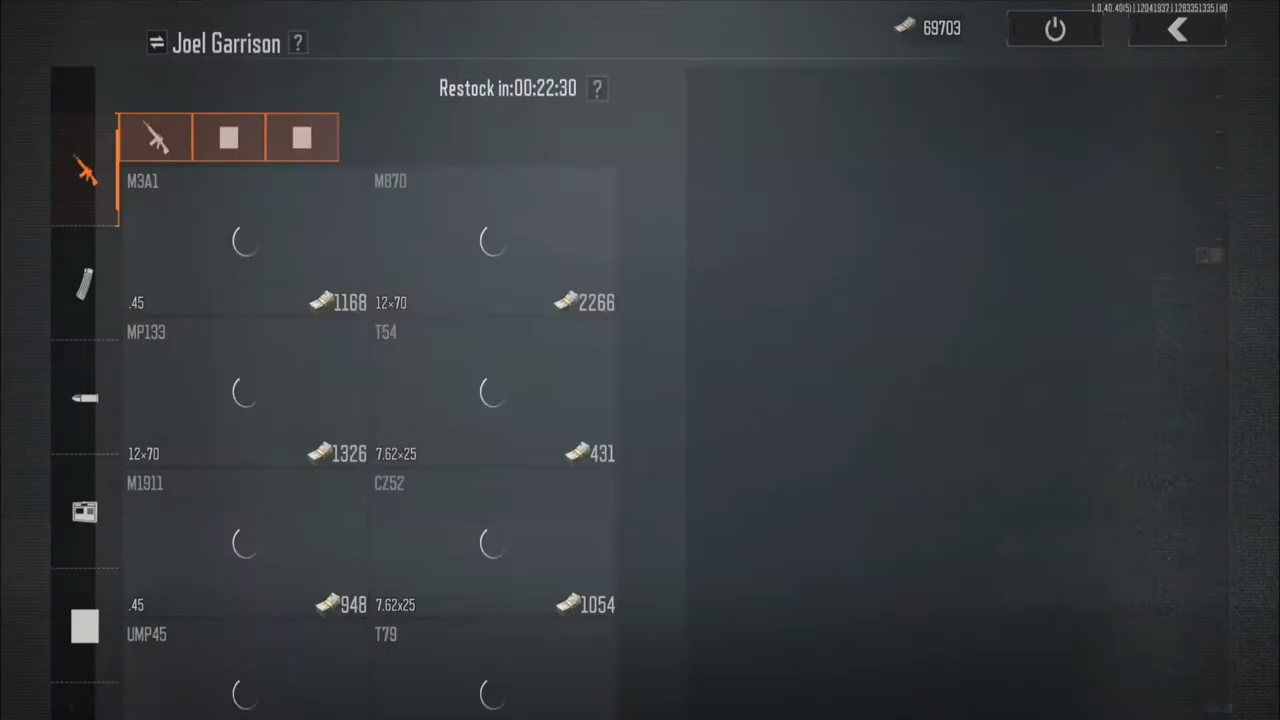 1.0.40.40(5) | 12041937 | 1283351335 | HD
69703
Joel Garrison ?
Restock in:00:22:30 ?
M3A1
M870
.45
1168
12×70
2266
MP133
T54
12×70
1326
7.62×25
431
M1911
CZ52
.45
948
7.62x25
1054
UMP45
T79